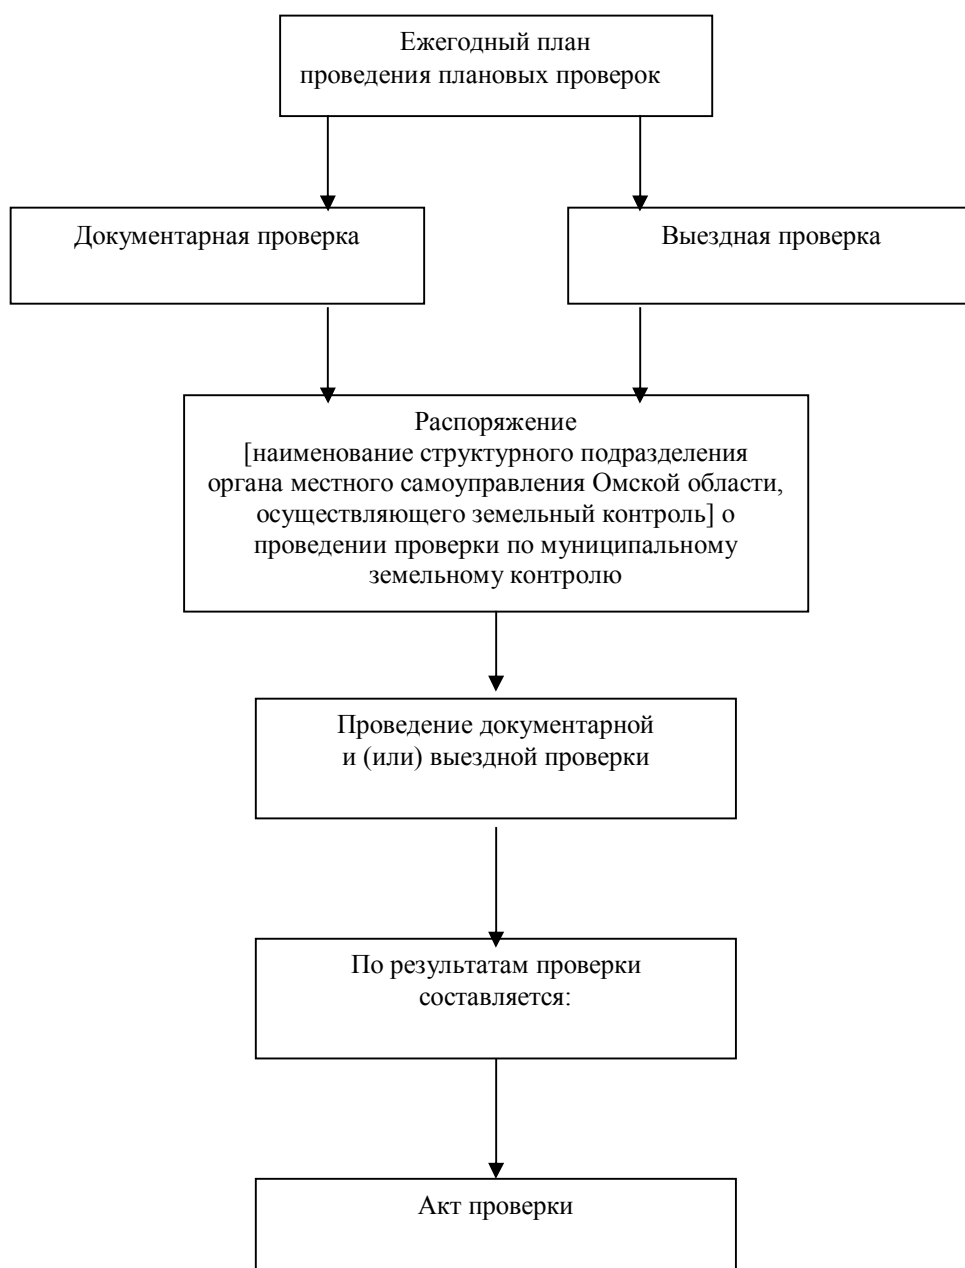 Ежегодный план
проведения плановых проверок
Документарная проверка
Выездная проверка
Распоряжение
[наименование структурного подразделения
органа местного самоуправления Омской области,
осуществляющего земельный контроль] о
проведении проверки по муниципальному
земельному контролю
Проведение документарной
и (или) выездной проверки
По результатам проверки
составляется:
Акт проверки